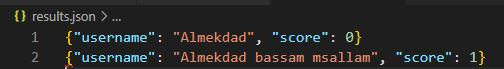 {} results.json > ...
1 {"username": "Almekdad", "score": 0}
2 {"username": "Almekdad bassam msallam", "score": 1}